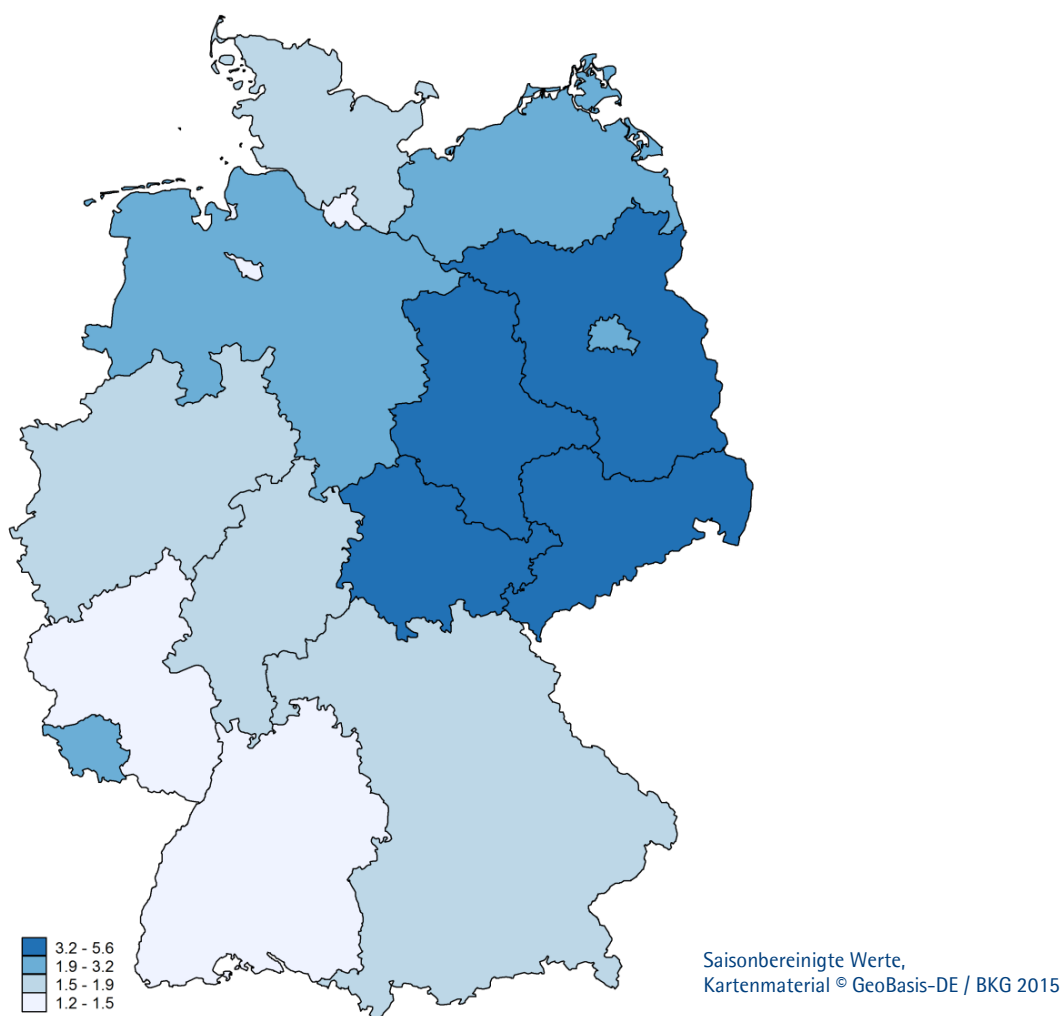 3.2 - 5.6
1.9 - 3.2
1.5 - 1.9
1.2 - 1.5
Saisonbereinigte Werte,
Kartenmaterial © GeoBasis-DE / BKG 2015